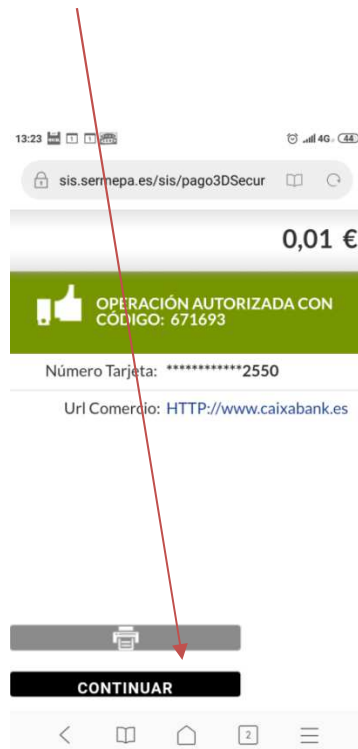 13:23 4G 44
sis.sermepa.es/sis/pago3DSecur
0,01 €
OPERACIÓN AUTORIZADA CON
CÓDIGO: 671693
Número Tarjeta: ************2550
Url Comercio: HTTP://www.caixabank.es
CONTINUAR
2